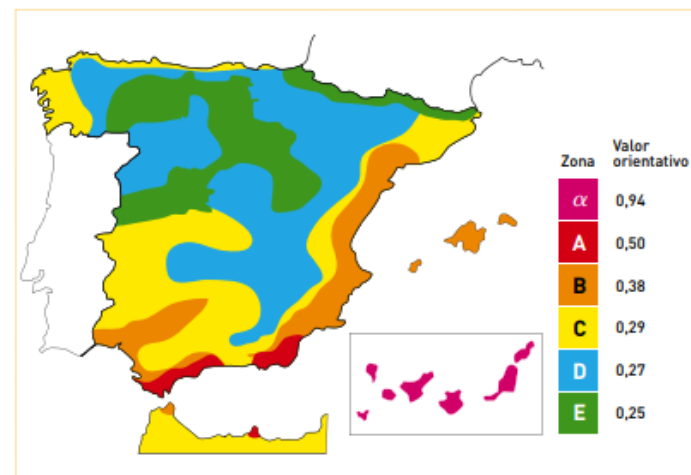 Zona Valor orientativo
α 0,94
A 0,50
B 0,38
C 0,29
D 0,27
E 0,25